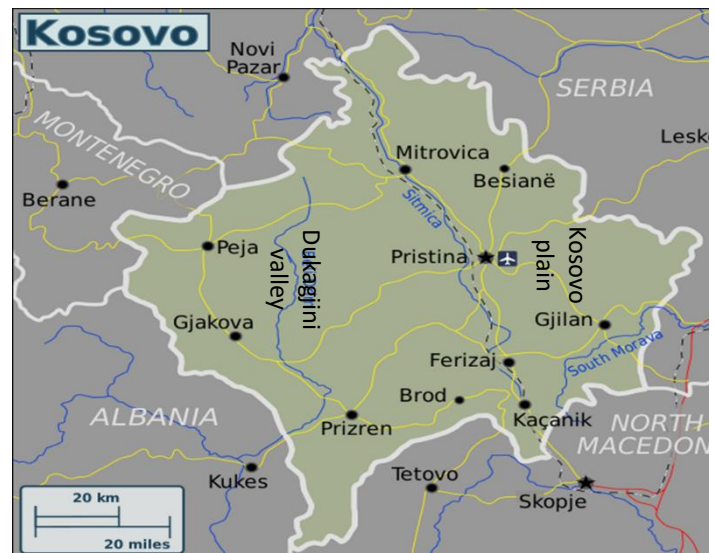 Kosovo
Novi
Pazar
SERBIA
MONTENEGRO
Lesk
Mitrovica
Besianë
Berane
Sitmica
Peja
Dukagjini
valley
Pristina
Kosovo
plain
Gjakova
Gjilan
South Morava
Ferizaj
Brod
ALBANIA
Prizren
Kaçanik
NORTH
MACEDON
Kukes
Tetovo
Skopje
20 km
20 miles